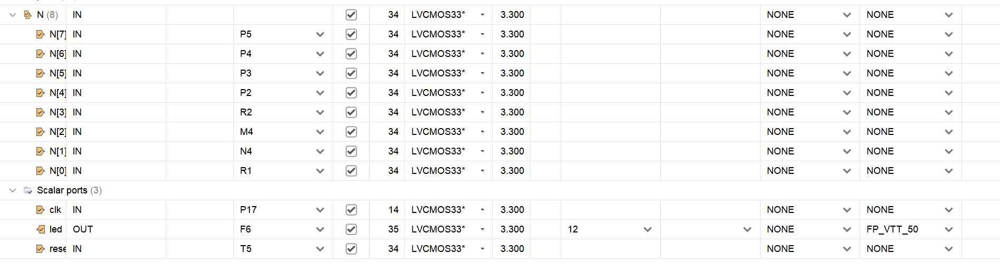 N (8) IN 34 LVCMOS33* 3.300 NONE NONE
N[7] IN P5 34 LVCMOS33* 3.300 NONE NONE
N[6] IN P4 34 LVCMOS33* 3.300 NONE NONE
N[5] IN P3 34 LVCMOS33* 3.300 NONE NONE
N[4] IN P2 34 LVCMOS33* 3.300 NONE NONE
N[3] IN R2 34 LVCMOS33* 3.300 NONE NONE
N[2] IN M4 34 LVCMOS33* 3.300 NONE NONE
N[1] IN N4 34 LVCMOS33* 3.300 NONE NONE
N[0] IN R1 34 LVCMOS33* 3.300 NONE NONE
Scalar ports (3)
clk IN P17 14 LVCMOS33* 3.300 NONE NONE
led OUT F6 35 LVCMOS33* 3.300 12 NONE FP_VTT_50
rese IN T5 34 LVCMOS33* 3.300 NONE NONE